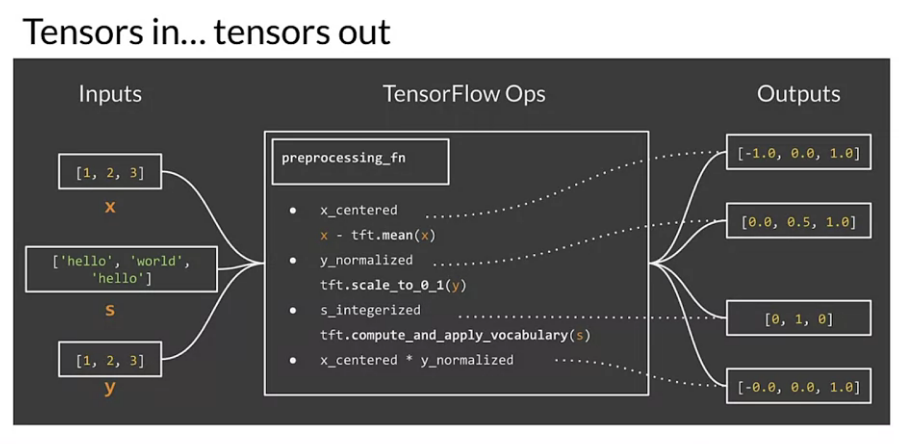 Tensors in... tensors out
Inputs
TensorFlow Ops
Outputs
[1, 2, 3]
x
['hello', 'world',
'hello']
s
[1, 2, 3]
y
preprocessing_fn
• x_centered
x - tft.mean(x)
• y_normalized
tft.scale_to_0_1(y)
• s_integerized
tft.compute_and_apply_vocabulary(s)
• x_centered * y_normalized
[-1.0, 0.0, 1.0]
[0.0, 0.5, 1.0]
[0, 1, 0]
[-0.0, 0.0, 1.0]